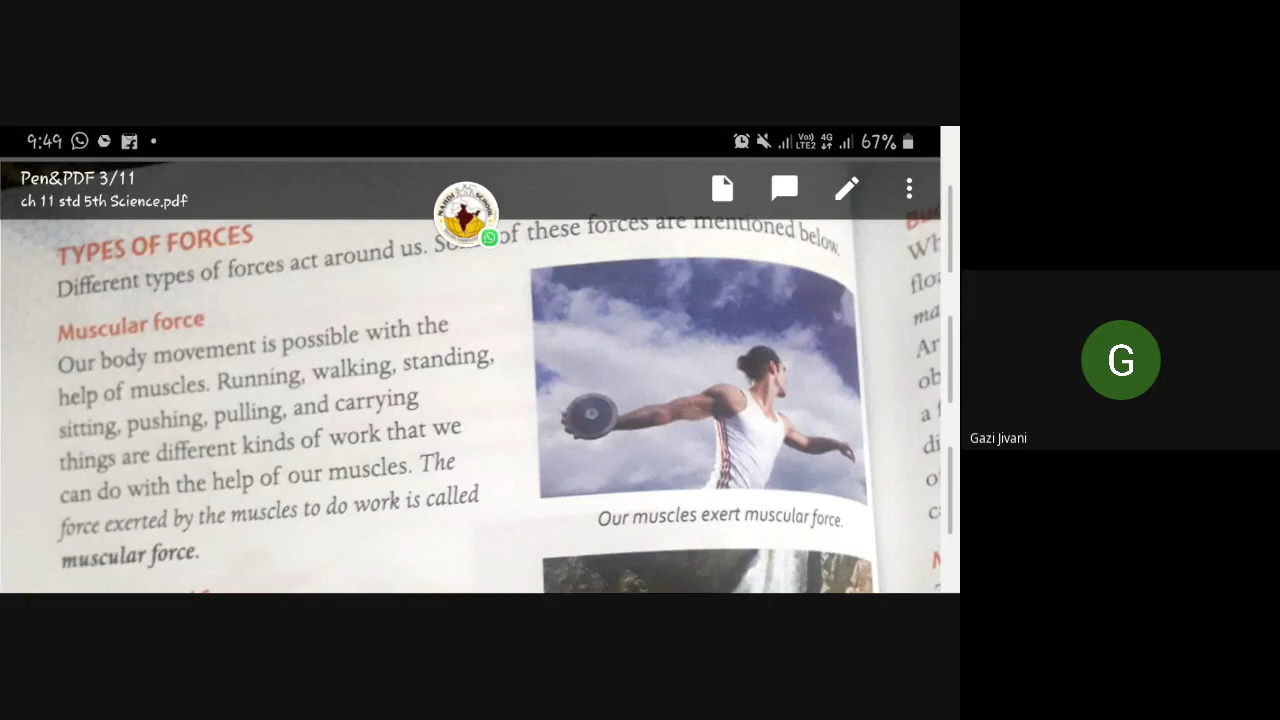 9:49
Vo)) 4G
LTE2
67%
Pen&PDF 3/11
ch 11 std 5th Science.pdf
SCHOOL
TYPES OF FORCES
Different types of forces act around us. of these forces are mentioned below.
Muscular force
Our body movement is possible with the
help of muscles. Running, walking, standing,
sitting, pushing, pulling, and carrying
things are different kinds of work that we
can do with the help of our muscles. The
force exerted by the muscles to do work is called
muscular force.
Our muscles exert muscular force.
G
Gazi Jivani